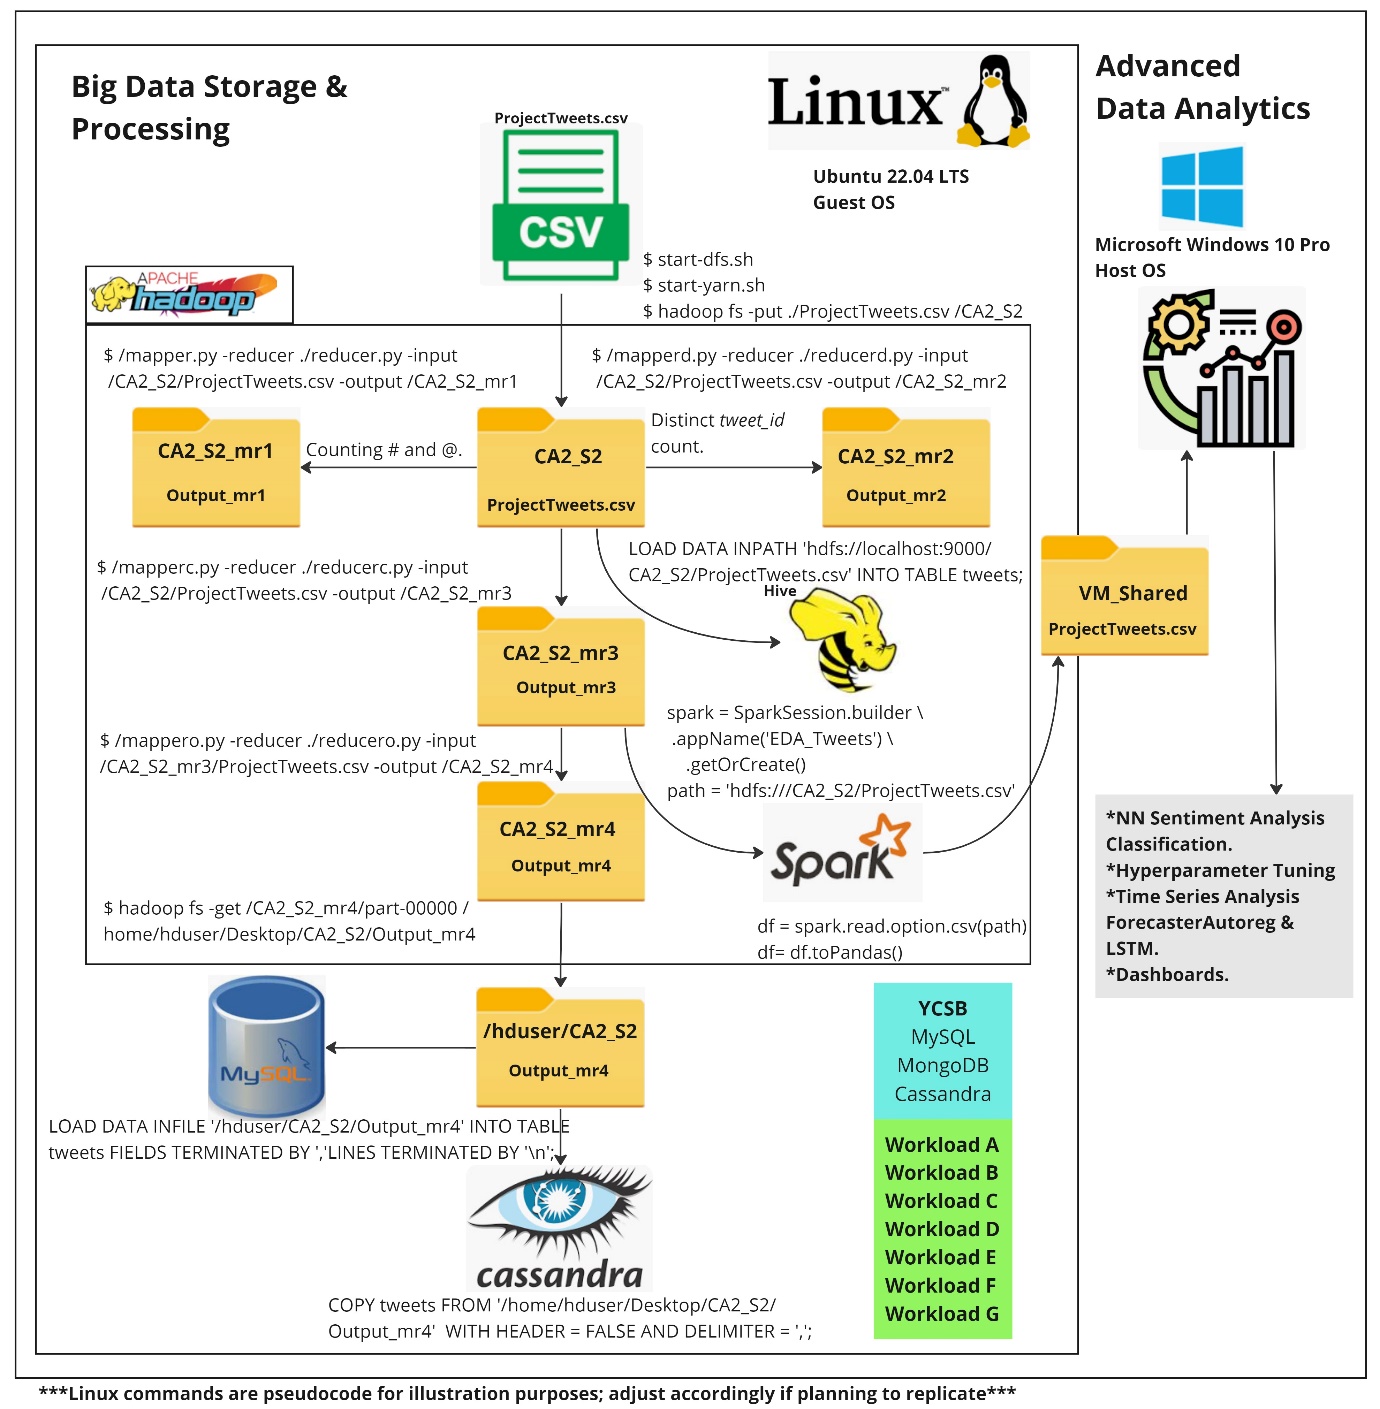 Big Data Storage &
Processing
ProjectTweets.csv
CSV
Linux™
Ubuntu 22.04 LTS
Guest OS
Advanced
Data Analytics
Microsoft Windows 10 Pro
Host OS
$ start-dfs.sh
$ start-yarn.sh
$ hadoop fs -put ./ProjectTweets.csv /CA2_S2
APACHE
hadoop
$ /mapper.py -reducer ./reducer.py -input
/CA2_S2/ProjectTweets.csv -output /CA2_S2_mr1
$ /mapperd.py -reducer ./reducerd.py -input
/CA2_S2/ProjectTweets.csv -output /CA2_S2_mr2
CA2_S2_mr1
Output_mr1
Counting # and @.
CA2_S2
ProjectTweets.csv
Distinct tweet_id
count.
CA2_S2_mr2
Output_mr2
$ /mapperc.py -reducer ./reducerc.py -input
/CA2_S2/ProjectTweets.csv -output /CA2_S2_mr3
LOAD DATA INPATH 'hdfs://localhost:9000/
CA2_S2/ProjectTweets.csv' INTO TABLE tweets;
Hive
VM_Shared
ProjectTweets.csv
CA2_S2_mr3
Output_mr3
spark = SparkSession.builder \
.appName('EDA_Tweets') \
.getOrCreate()
path = 'hdfs:///CA2_S2/ProjectTweets.csv'
$ /mappero.py -reducer ./reducero.py -input
/CA2_S2_mr3/ProjectTweets.csv -output /CA2_S2_mr4
CA2_S2_mr4
Output_mr4
Spark
$ hadoop fs -get /CA2_S2_mr4/part-00000 /
home/hduser/Desktop/CA2_S2/Output_mr4
df = spark.read.option.csv(path)
df= df.toPandas()
*NN Sentiment Analysis
Classification.
*Hyperparameter Tuning
*Time Series Analysis
ForecasterAutoreg &
LSTM.
*Dashboards.
MySQL
/hduser/CA2_S2
Output_mr4
LOAD DATA INFILE '/hduser/CA2_S2/Output_mr4' INTO TABLE
tweets FIELDS TERMINATED BY ','LINES TERMINATED BY '\n';
cassandra
COPY tweets FROM '/home/hduser/Desktop/CA2_S2/
Output_mr4' WITH HEADER = FALSE AND DELIMITER = ',';
YCSB
MySQL
MongoDB
Cassandra
Workload A
Workload B
Workload C
Workload D
Workload E
Workload F
Workload G
***Linux commands are pseudocode for illustration purposes; adjust accordingly if planning to replicate***